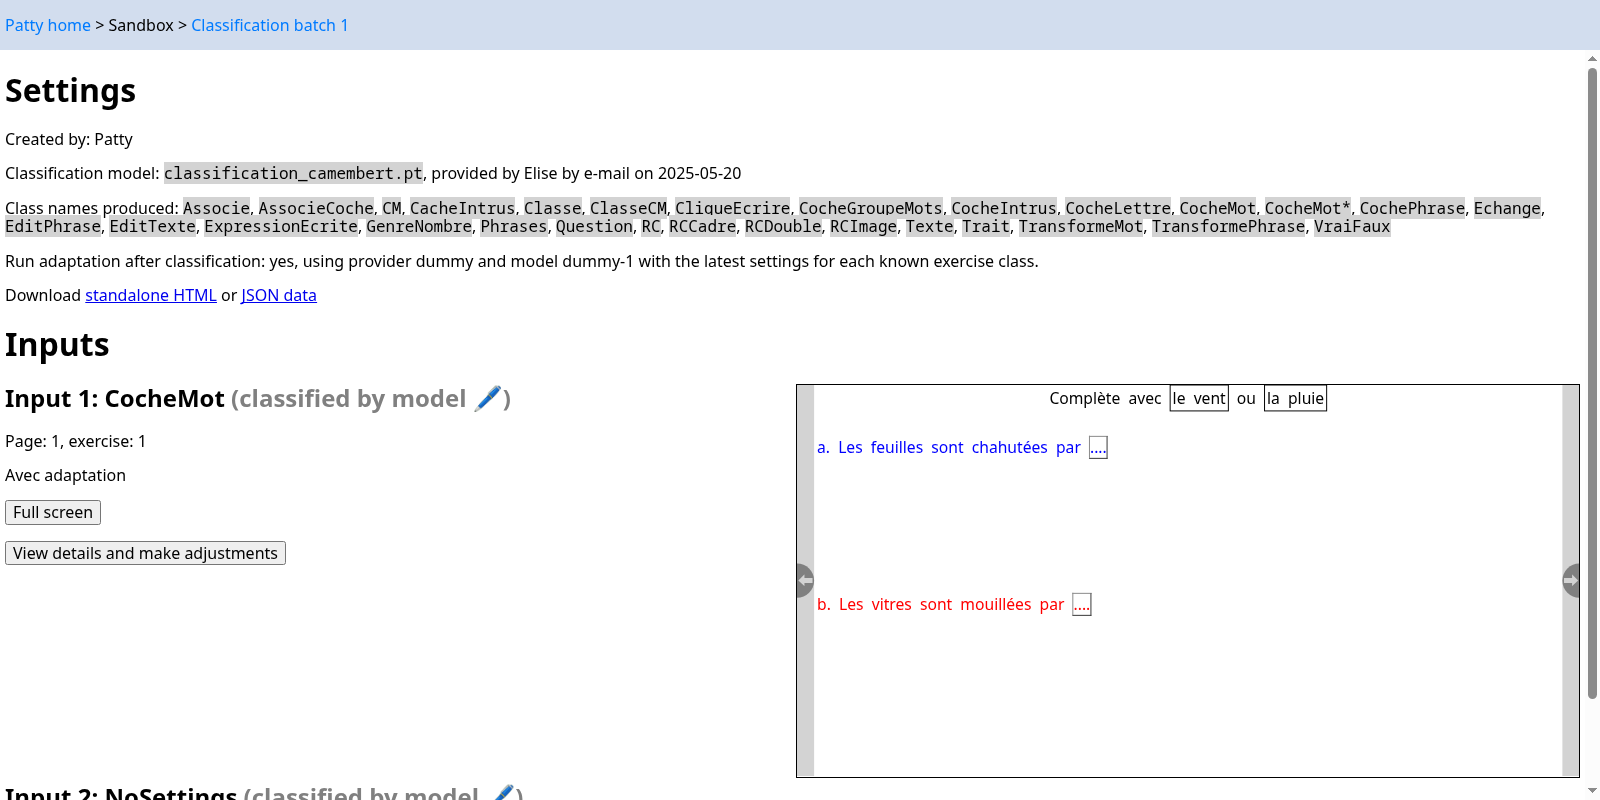 Patty home > Sandbox > Classification batch 1
Settings
Created by: Patty
Classification model: classification_camembert.pt, provided by Elise by e-mail on 2025-05-20
Class names produced: Associe, AssocieCoche, CM, CacheIntrus, Classe, ClasseCM, CliqueEcrire, CocheGroupeMots, CocheIntrus, CocheLettre, CocheMot, CocheMot*, CochePhrase, Echange,
EditPhrase, EditTexte, ExpressionEcrite, GenreNombre, Phrases, Question, RC, RCCadre, RCDouble, RCImage, Texte, Trait, TransformeMot, TransformePhrase, VraiFaux
Run adaptation after classification: yes, using provider dummy and model dummy-1 with the latest settings for each known exercise class.
Download standalone HTML or JSON data
Inputs
Input 1: CocheMot (classified by model 🖊️)
Page: 1, exercise: 1
Avec adaptation
Full screen
View details and make adjustments
Complète avec le vent ou la pluie
a. Les feuilles sont chahutées par ....
b. Les vitres sont mouillées par ....
Input 2: NoSettings (classified by model 🖊️)